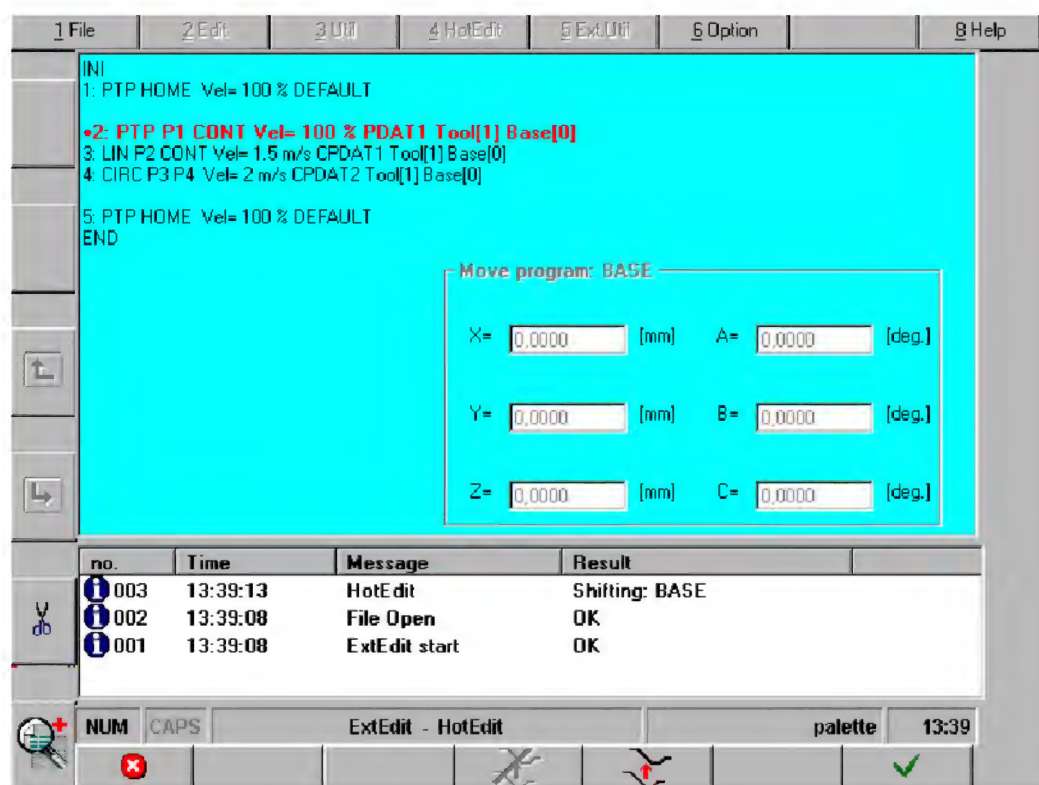 1 File 2 Edit 3 Util 4 HotEdit 5 Ext.Util 6 Option 8 Help
INI
1: PTP HOME Vel= 100 % DEFAULT
•2: PTP P1 CONT Vel= 100 % PDAT1 Tool[1] Base[0]
3: LIN P2 CONT Vel= 1.5 m/s CPDAT1 Tool[1] Base[0]
4: CIRC P3 P4 Vel= 2 m/s CPDAT2 Tool[1] Base[0]
5: PTP HOME Vel= 100 % DEFAULT
END
Move program: BASE
X= 0,0000 [mm] A= 0,0000 [deg.]
Y= 0,0000 [mm] B= 0,0000 [deg.]
Z= 0,0000 [mm] C= 0,0000 [deg.]
no. Time Message Result
003 13:39:13 HotEdit Shifting: BASE
002 13:39:08 File Open OK
001 13:39:08 ExtEdit start OK
NUM CAPS ExtEdit - HotEdit palette 13:39